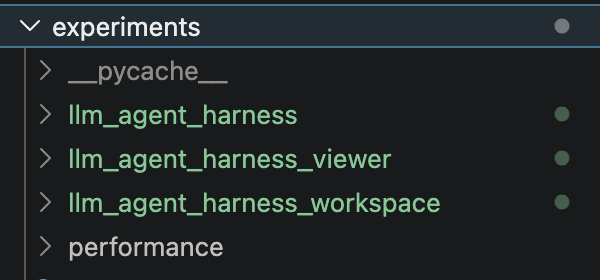 experiments
__pycache__
llm_agent_harness
llm_agent_harness_viewer
llm_agent_harness_workspace
performance